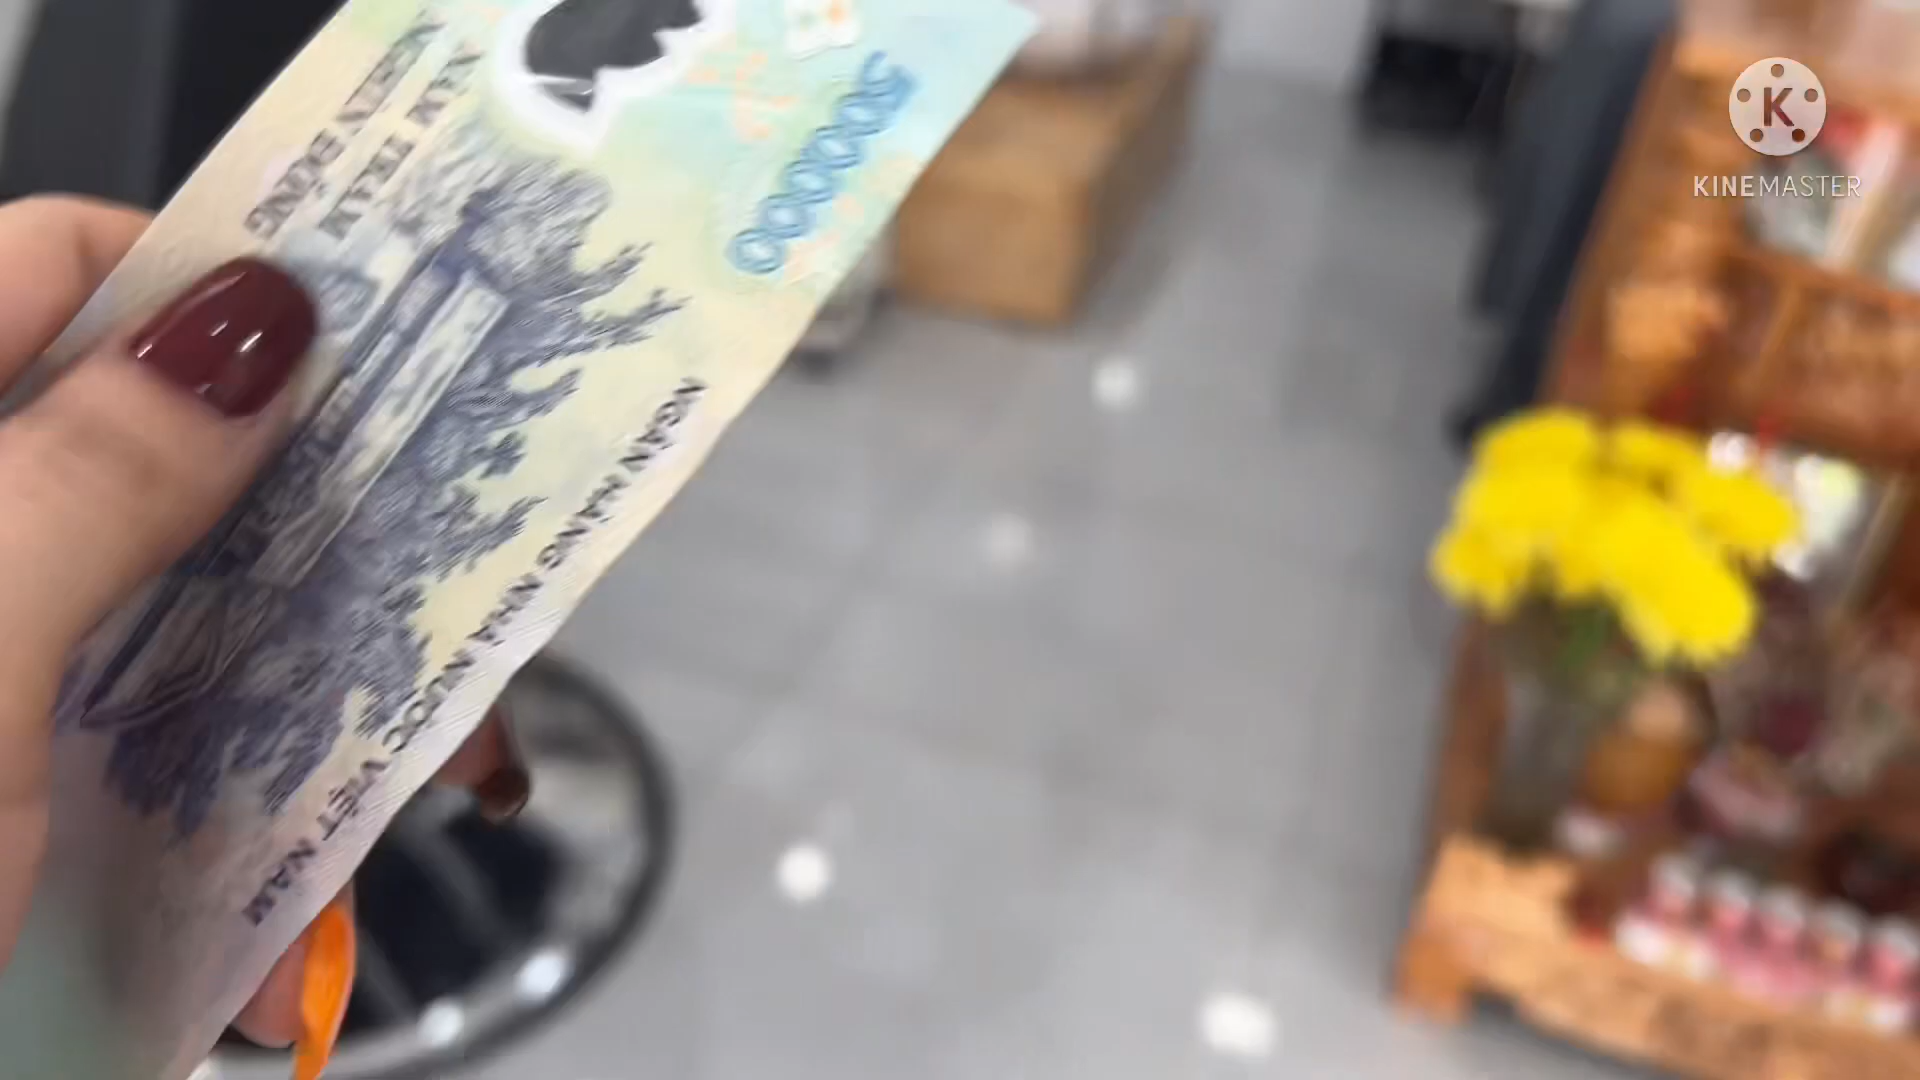 NGÂN HÀNG NHÀ NƯỚC VIỆT NAM
500000
NĂM TRĂM
NGHÌN ĐỒNG
K
KINEMASTER